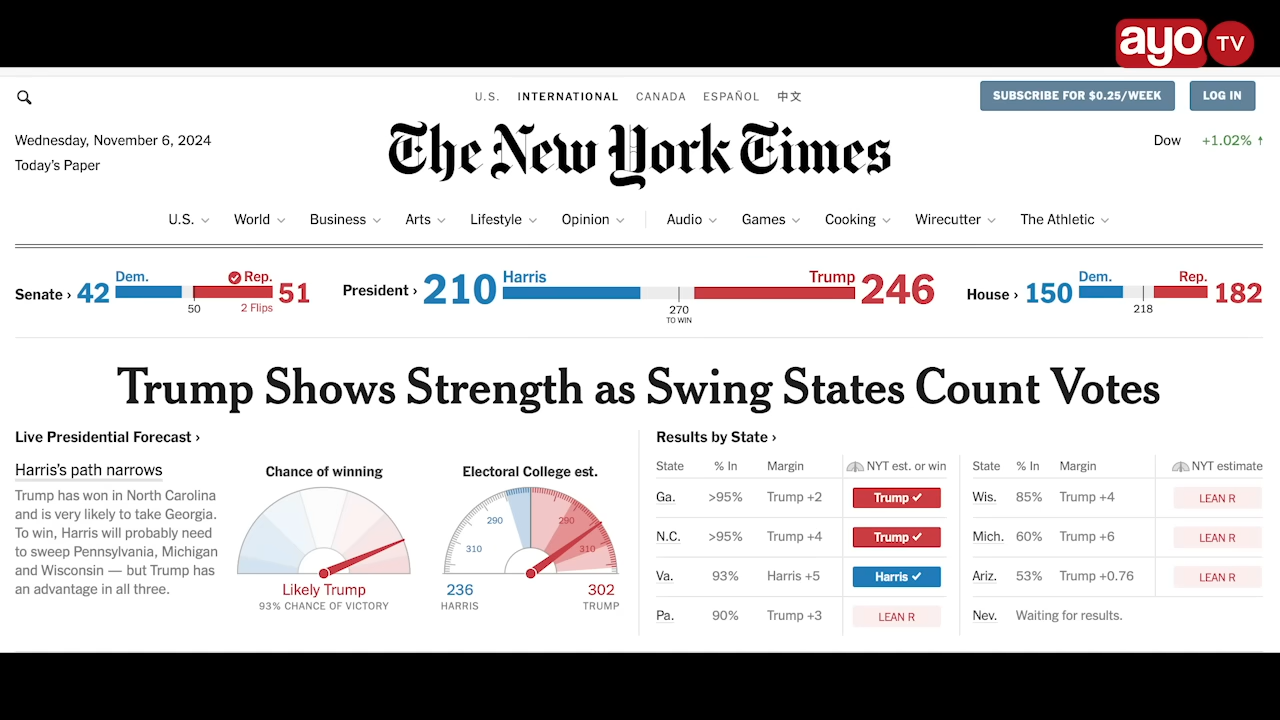 ayo TV
U.S. INTERNATIONAL CANADA ESPAÑOL 中文
SUBSCRIBE FOR $0.25/WEEK LOG IN
Wednesday, November 6, 2024
Today's Paper
The New York Times
Dow +1.02% ↑
U.S. World Business Arts Lifestyle Opinion Audio Games Cooking Wirecutter The Athletic
Senate › 42 Dem. Rep. 51
50 2 Flips
President › 210 Harris Trump 246
270
TO WIN
House › 150 Dem. Rep. 182
218
Trump Shows Strength as Swing States Count Votes
Live Presidential Forecast ›
Harris's path narrows
Trump has won in North Carolina
and is very likely to take Georgia.
To win, Harris will probably need
to sweep Pennsylvania, Michigan
and Wisconsin — but Trump has
an advantage in all three.
Chance of winning
Likely Trump
93% CHANCE OF VICTORY
Electoral College est.
290 290
310 310
236 302
HARRIS TRUMP
Results by State ›
State % In Margin NYT est. or win
Ga. >95% Trump +2 Trump ✓
N.C. >95% Trump +4 Trump ✓
Va. 93% Harris +5 Harris ✓
Pa. 90% Trump +3 LEAN R
State % In Margin NYT estimate
Wis. 85% Trump +4 LEAN R
Mich. 60% Trump +6 LEAN R
Ariz. 53% Trump +0.76 LEAN R
Nev. Waiting for results.